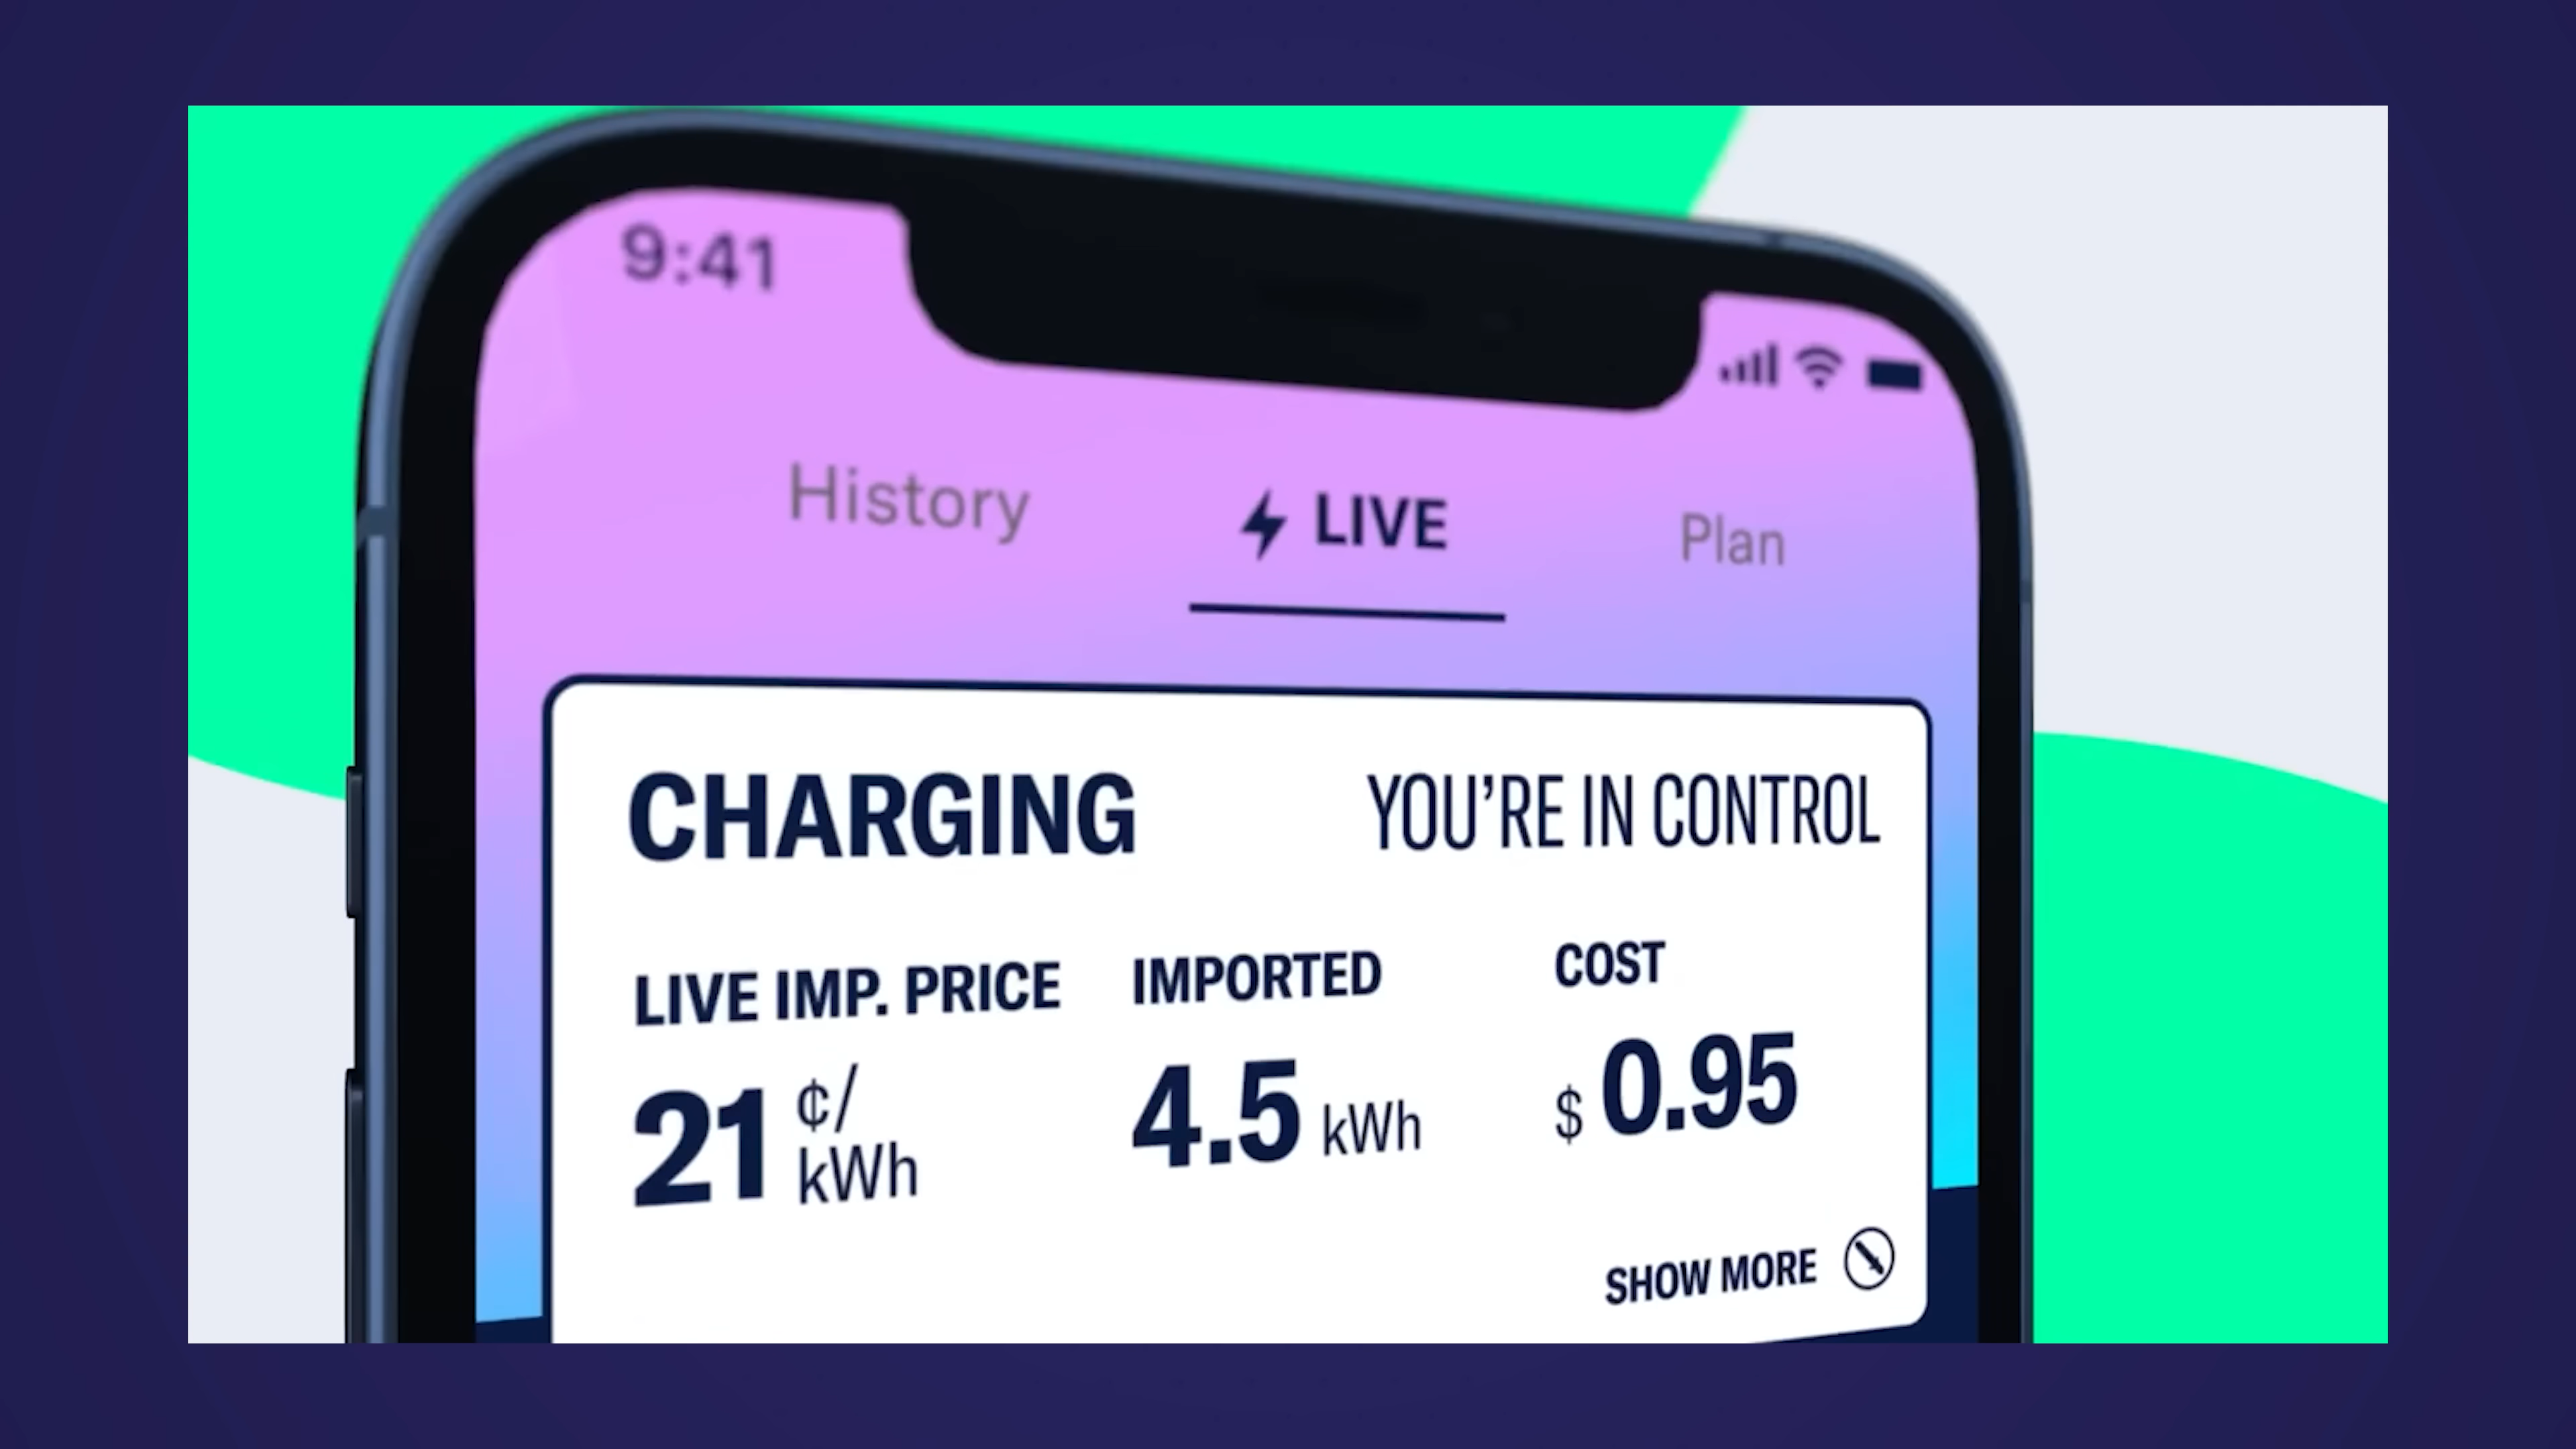 9:41
History
LIVE
Plan
CHARGING
YOU'RE IN CONTROL
LIVE IMP. PRICE
IMPORTED
COST
21 ¢/kWh
4.5 kWh
$ 0.95
SHOW MORE